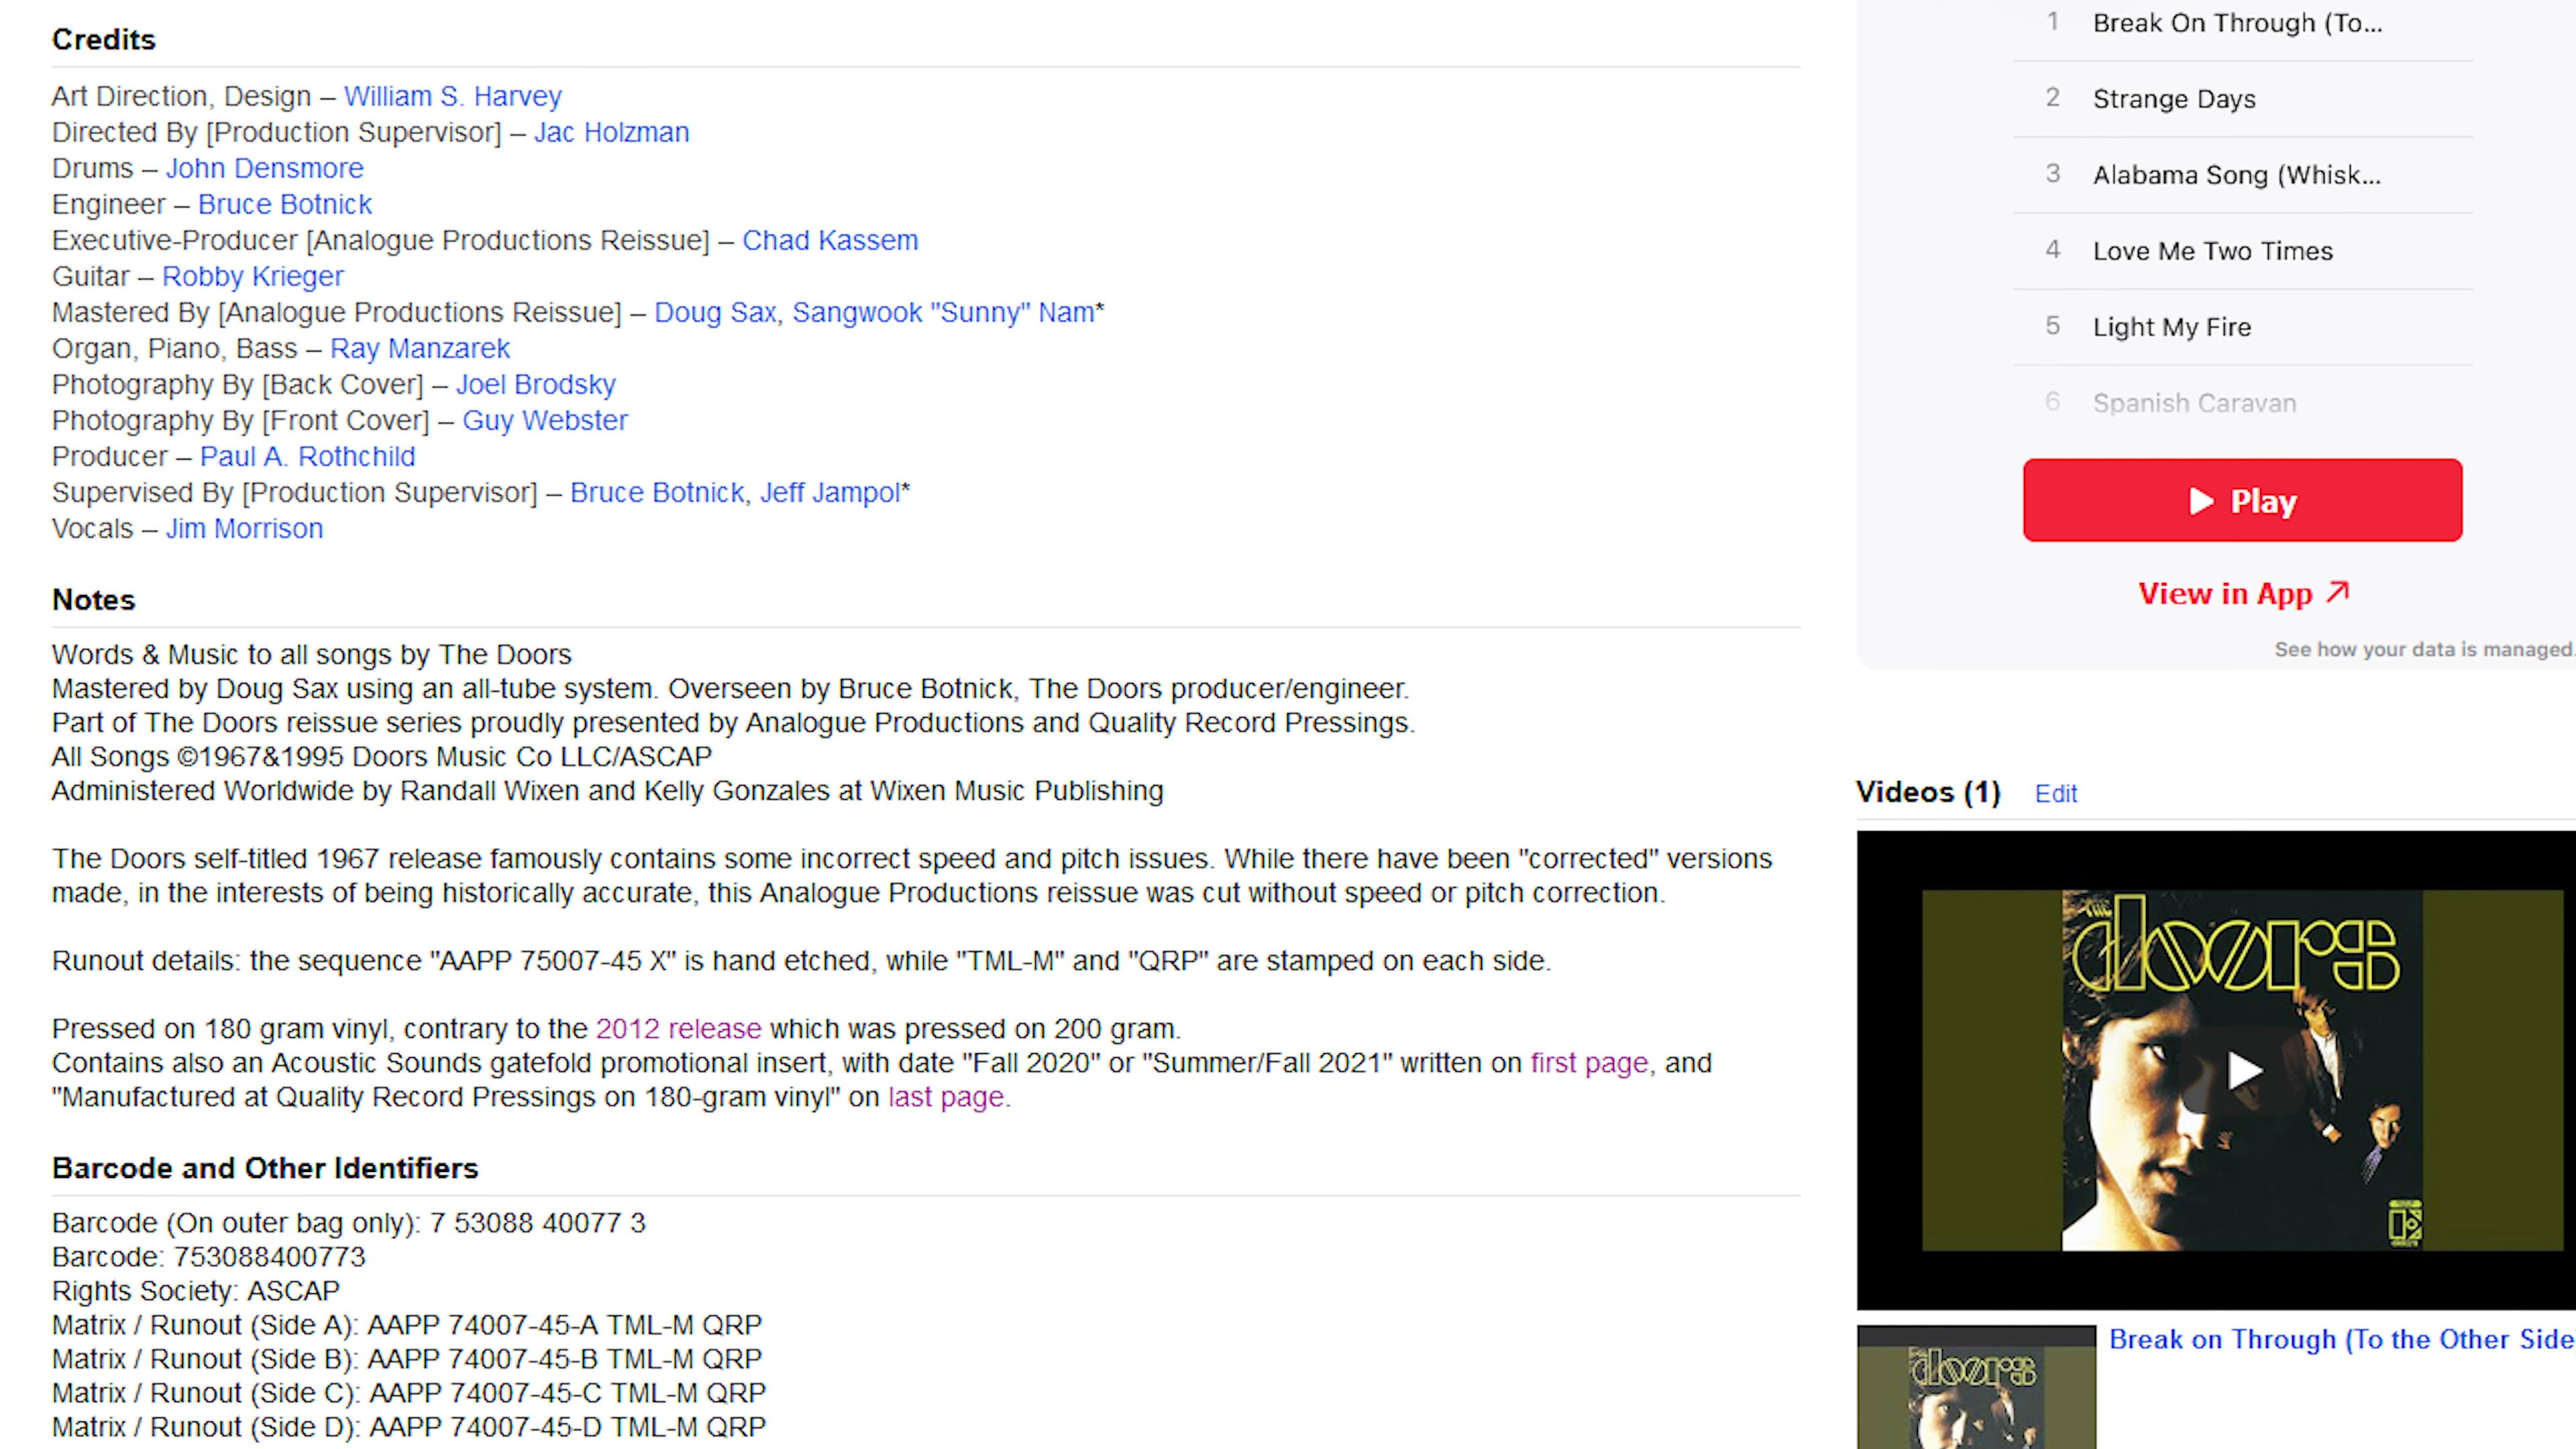 Credits
Art Direction, Design – William S. Harvey
Directed By [Production Supervisor] – Jac Holzman
Drums – John Densmore
Engineer – Bruce Botnick
Executive-Producer [Analogue Productions Reissue] – Chad Kassem
Guitar – Robby Krieger
Mastered By [Analogue Productions Reissue] – Doug Sax, Sangwook "Sunny" Nam*
Organ, Piano, Bass – Ray Manzarek
Photography By [Back Cover] – Joel Brodsky
Photography By [Front Cover] – Guy Webster
Producer – Paul A. Rothchild
Supervised By [Production Supervisor] – Bruce Botnick, Jeff Jampol*
Vocals – Jim Morrison
Notes
Words & Music to all songs by The Doors
Mastered by Doug Sax using an all-tube system. Overseen by Bruce Botnick, The Doors producer/engineer.
Part of The Doors reissue series proudly presented by Analogue Productions and Quality Record Pressings.
All Songs ©1967&1995 Doors Music Co LLC/ASCAP
Administered Worldwide by Randall Wixen and Kelly Gonzales at Wixen Music Publishing
The Doors self-titled 1967 release famously contains some incorrect speed and pitch issues. While there have been "corrected" versions
made, in the interests of being historically accurate, this Analogue Productions reissue was cut without speed or pitch correction.
Runout details: the sequence "AAPP 75007-45 X" is hand etched, while "TML-M" and "QRP" are stamped on each side.
Pressed on 180 gram vinyl, contrary to the 2012 release which was pressed on 200 gram.
Contains also an Acoustic Sounds gatefold promotional insert, with date "Fall 2020" or "Summer/Fall 2021" written on first page, and
"Manufactured at Quality Record Pressings on 180-gram vinyl" on last page.
Barcode and Other Identifiers
Barcode (On outer bag only): 7 53088 40077 3
Barcode: 753088400773
Rights Society: ASCAP
Matrix / Runout (Side A): AAPP 74007-45-A TML-M QRP
Matrix / Runout (Side B): AAPP 74007-45-B TML-M QRP
Matrix / Runout (Side C): AAPP 74007-45-C TML-M QRP
Matrix / Runout (Side D): AAPP 74007-45-D TML-M QRP
1 Break On Through (To...
2 Strange Days
3 Alabama Song (Whisk...
4 Love Me Two Times
5 Light My Fire
6 Spanish Caravan
Play
View in App
See how your data is managed
Videos (1) Edit
THE
doors
Break on Through (To the Other Side
doors